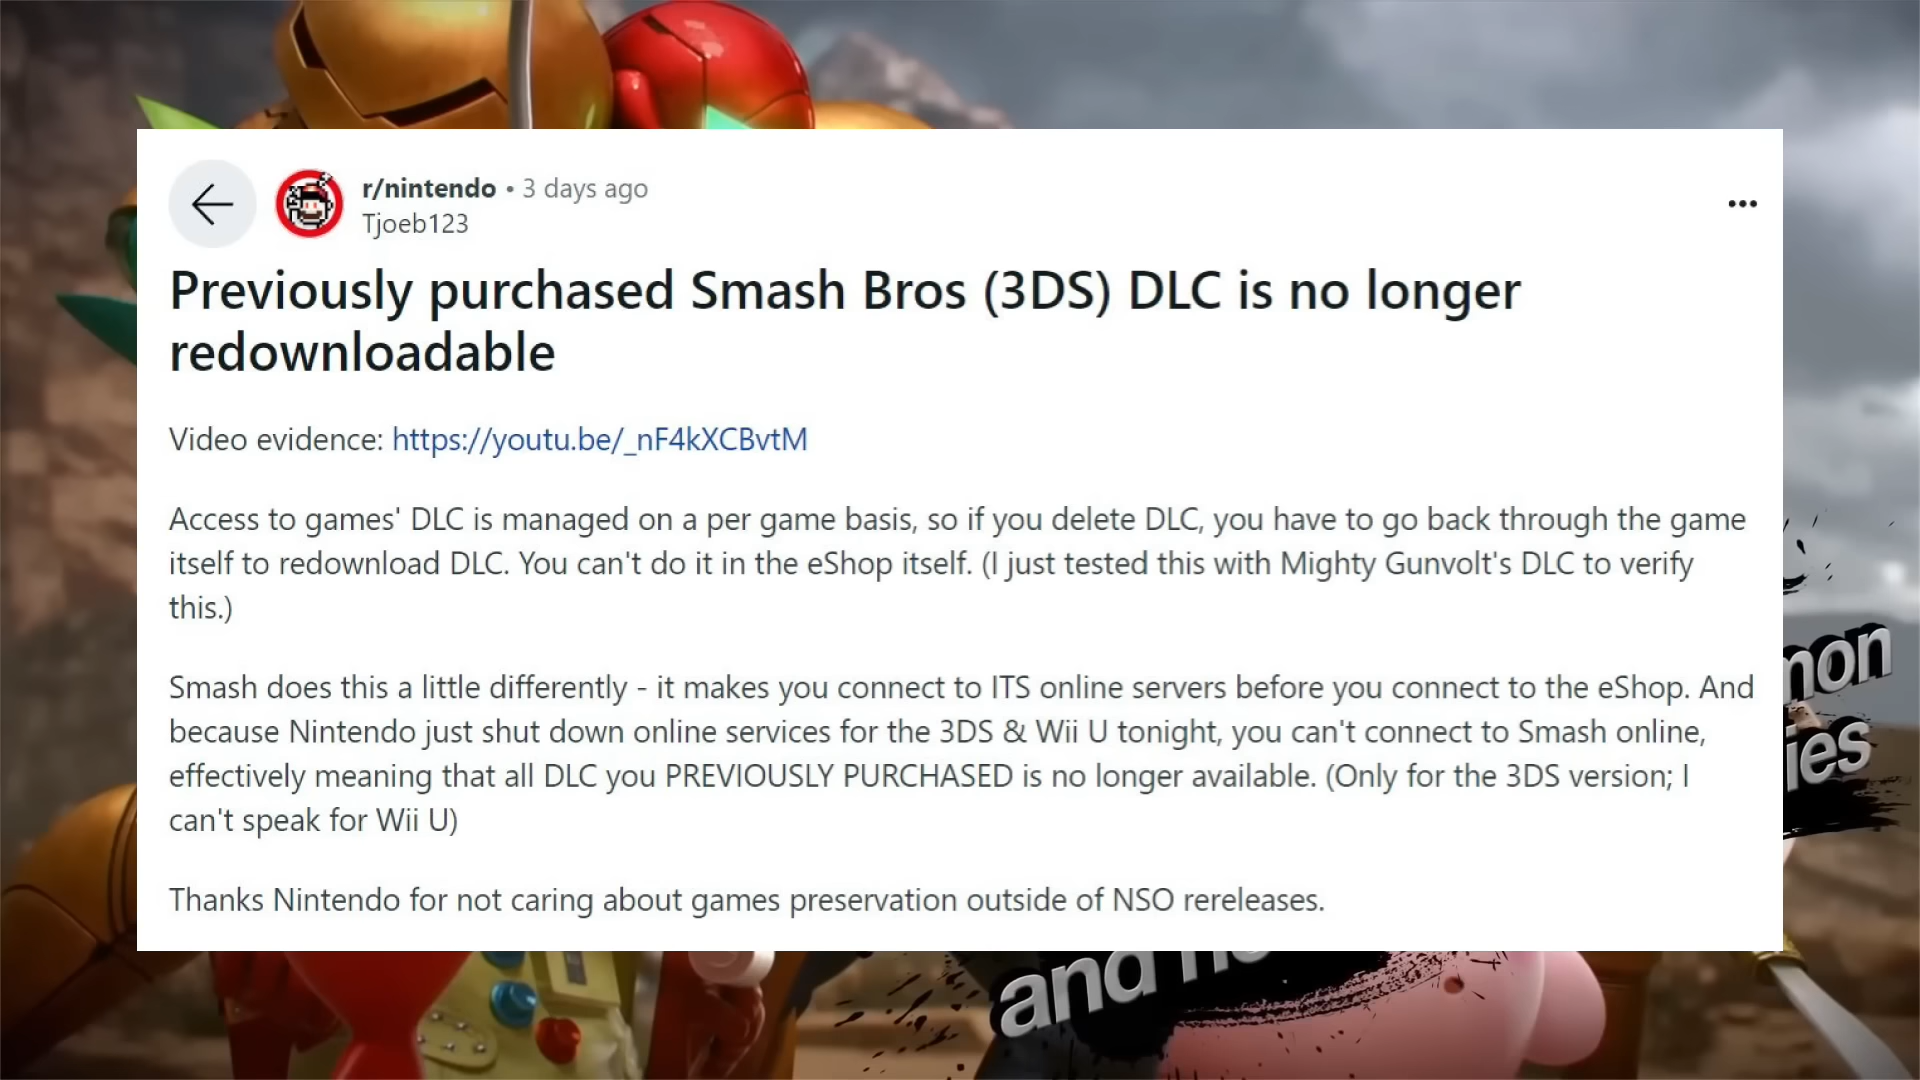 r/nintendo • 3 days ago
Tjoeb123
Previously purchased Smash Bros (3DS) DLC is no longer
redownloadable
Video evidence: https://youtu.be/_nF4kXCBvtM
Access to games' DLC is managed on a per game basis, so if you delete DLC, you have to go back through the game
itself to redownload DLC. You can't do it in the eShop itself. (I just tested this with Mighty Gunvolt's DLC to verify
this.)
Smash does this a little differently - it makes you connect to ITS online servers before you connect to the eShop. And
because Nintendo just shut down online services for the 3DS & Wii U tonight, you can't connect to Smash online,
effectively meaning that all DLC you PREVIOUSLY PURCHASED is no longer available. (Only for the 3DS version; I
can't speak for Wii U)
Thanks Nintendo for not caring about games preservation outside of NSO rereleases.
and